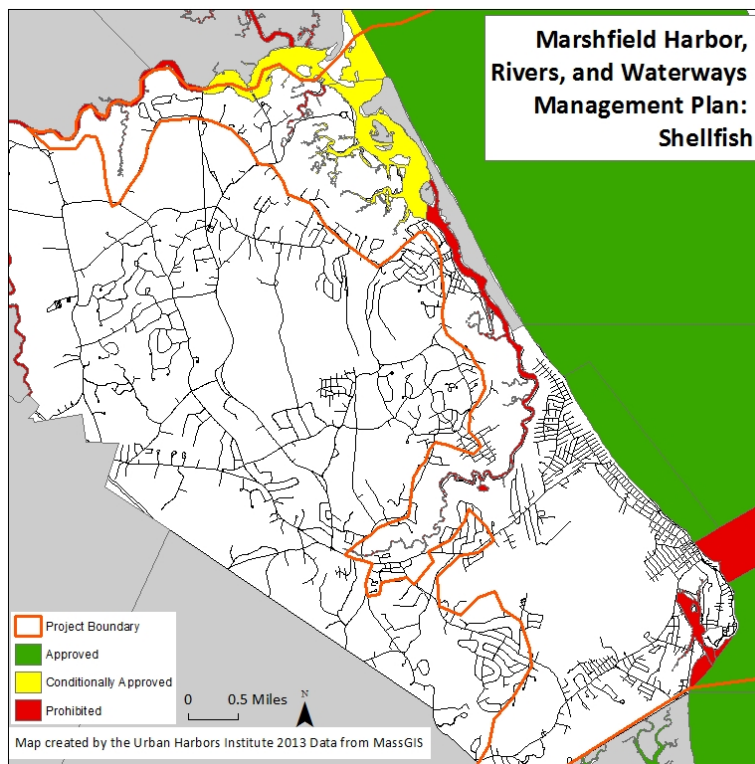 Marshfield Harbor,
Rivers, and Waterways
Management Plan:
Shellfish
Project Boundary
Approved
Conditionally Approved
Prohibited
0 0.5 Miles
N
Map created by the Urban Harbors Institute 2013 Data from MassGIS